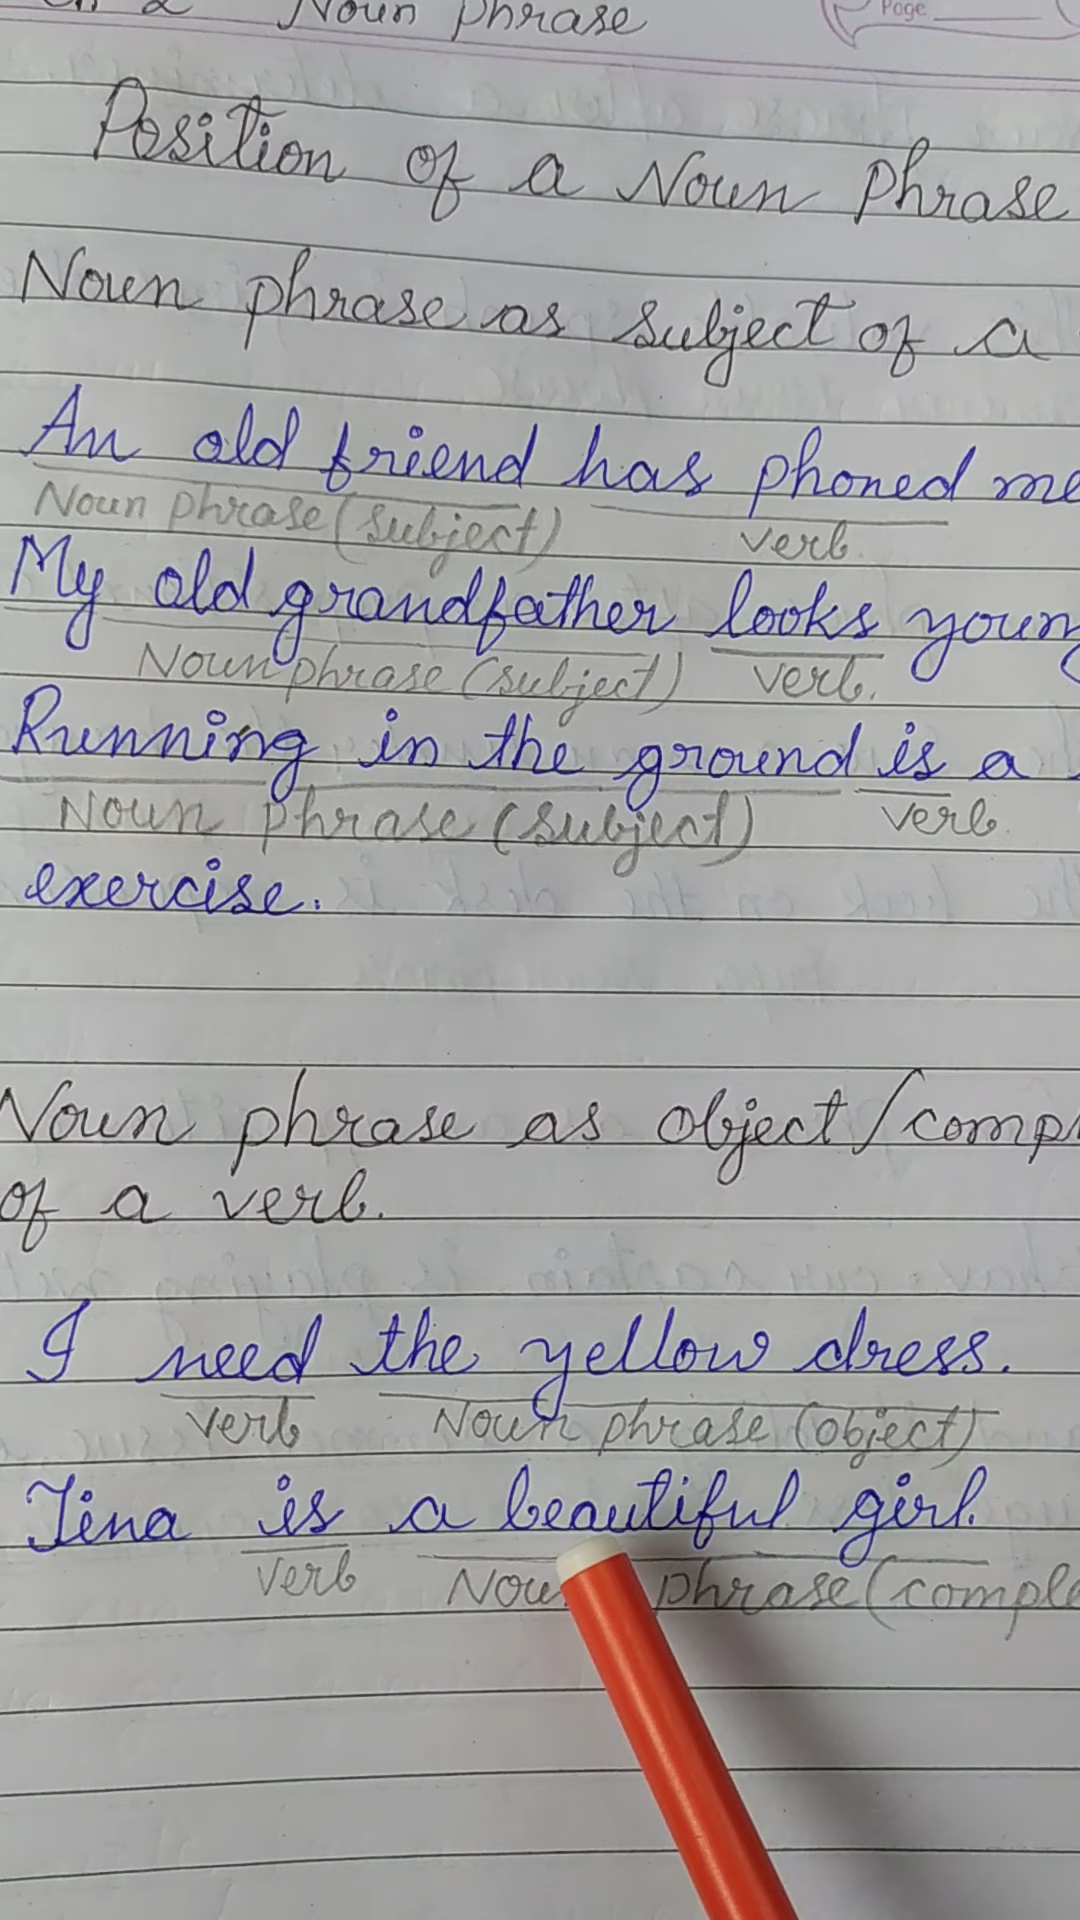 2 Noun phrase
Page
Position of a Noun Phrase
Noun phrase as subject of a
An old friend has phoned me
Noun phrase (subject) verb.
My old grandfather looks young
Noun phrase (subject) verb.
Running in the ground is a
Noun phrase (subject) verb.
exercise.
Noun phrase as object/comp
of a verb.
I need the yellow dress.
verb Noun phrase (object)
Tina is a beautiful girl.
verb Noun phrase (comple